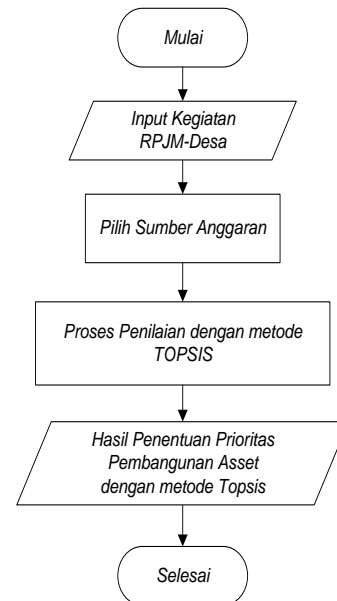 Mulai
Input Kegiatan
RPJM-Desa
Pilih Sumber Anggaran
Proses Penilaian dengan metode
TOPSIS
Hasil Penentuan Prioritas
Pembangunan Asset
dengan metode Topsis
Selesai